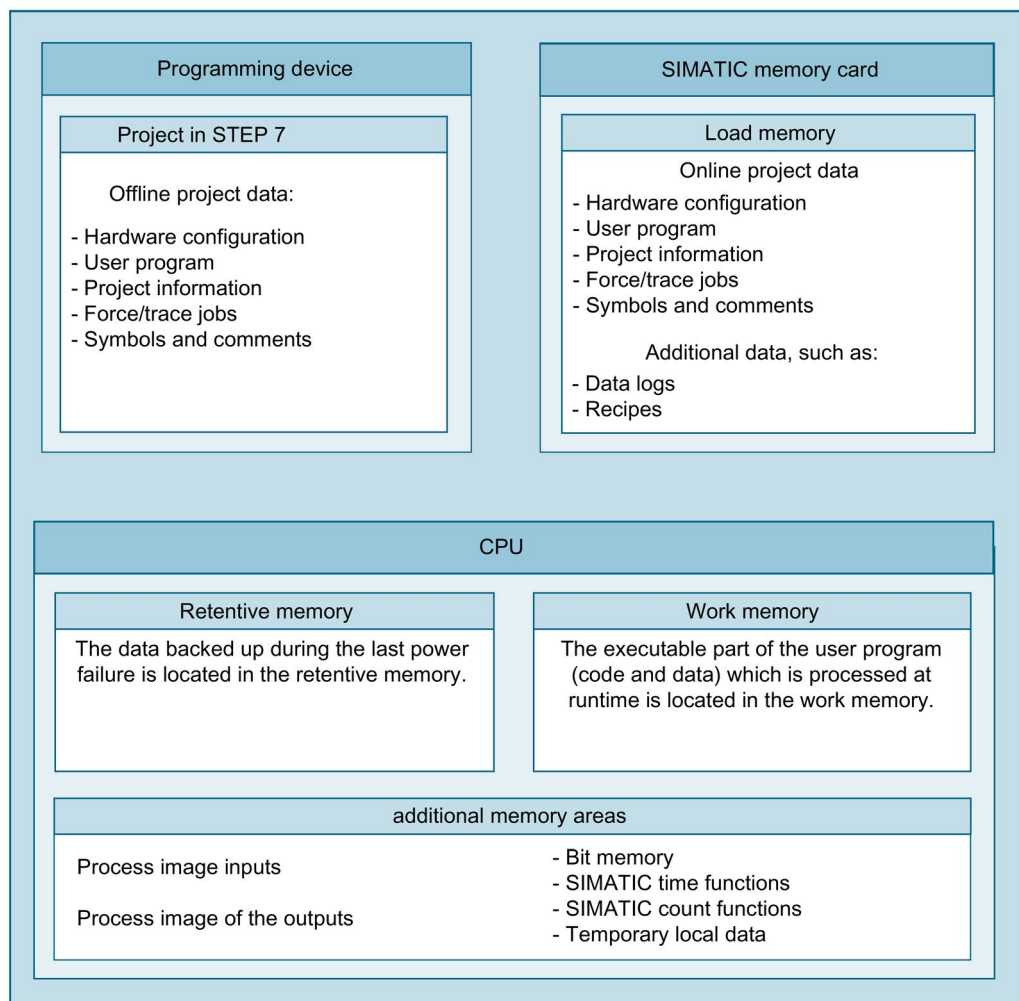 Programming device
Project in STEP 7
Offline project data:
- Hardware configuration
- User program
- Project information
- Force/trace jobs
- Symbols and comments
SIMATIC memory card
Load memory
Online project data
- Hardware configuration
- User program
- Project information
- Force/trace jobs
- Symbols and comments
Additional data, such as:
- Data logs
- Recipes
CPU
Retentive memory
The data backed up during the last power
failure is located in the retentive memory.
Work memory
The executable part of the user program
(code and data) which is processed at
runtime is located in the work memory.
additional memory areas
Process image inputs
Process image of the outputs
- Bit memory
- SIMATIC time functions
- SIMATIC count functions
- Temporary local data